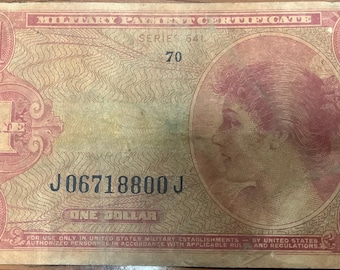 MILITARY PAYMENT CERTIFICATE
SERIES 641
70
J06718800J
ONE DOLLAR
FOR USE ONLY IN UNITED STATES MILITARY ESTABLISHMENTS — BY UNITED STATES
AUTHORIZED PERSONNEL IN ACCORDANCE WITH APPLICABLE RULES AND REGULATIONS.